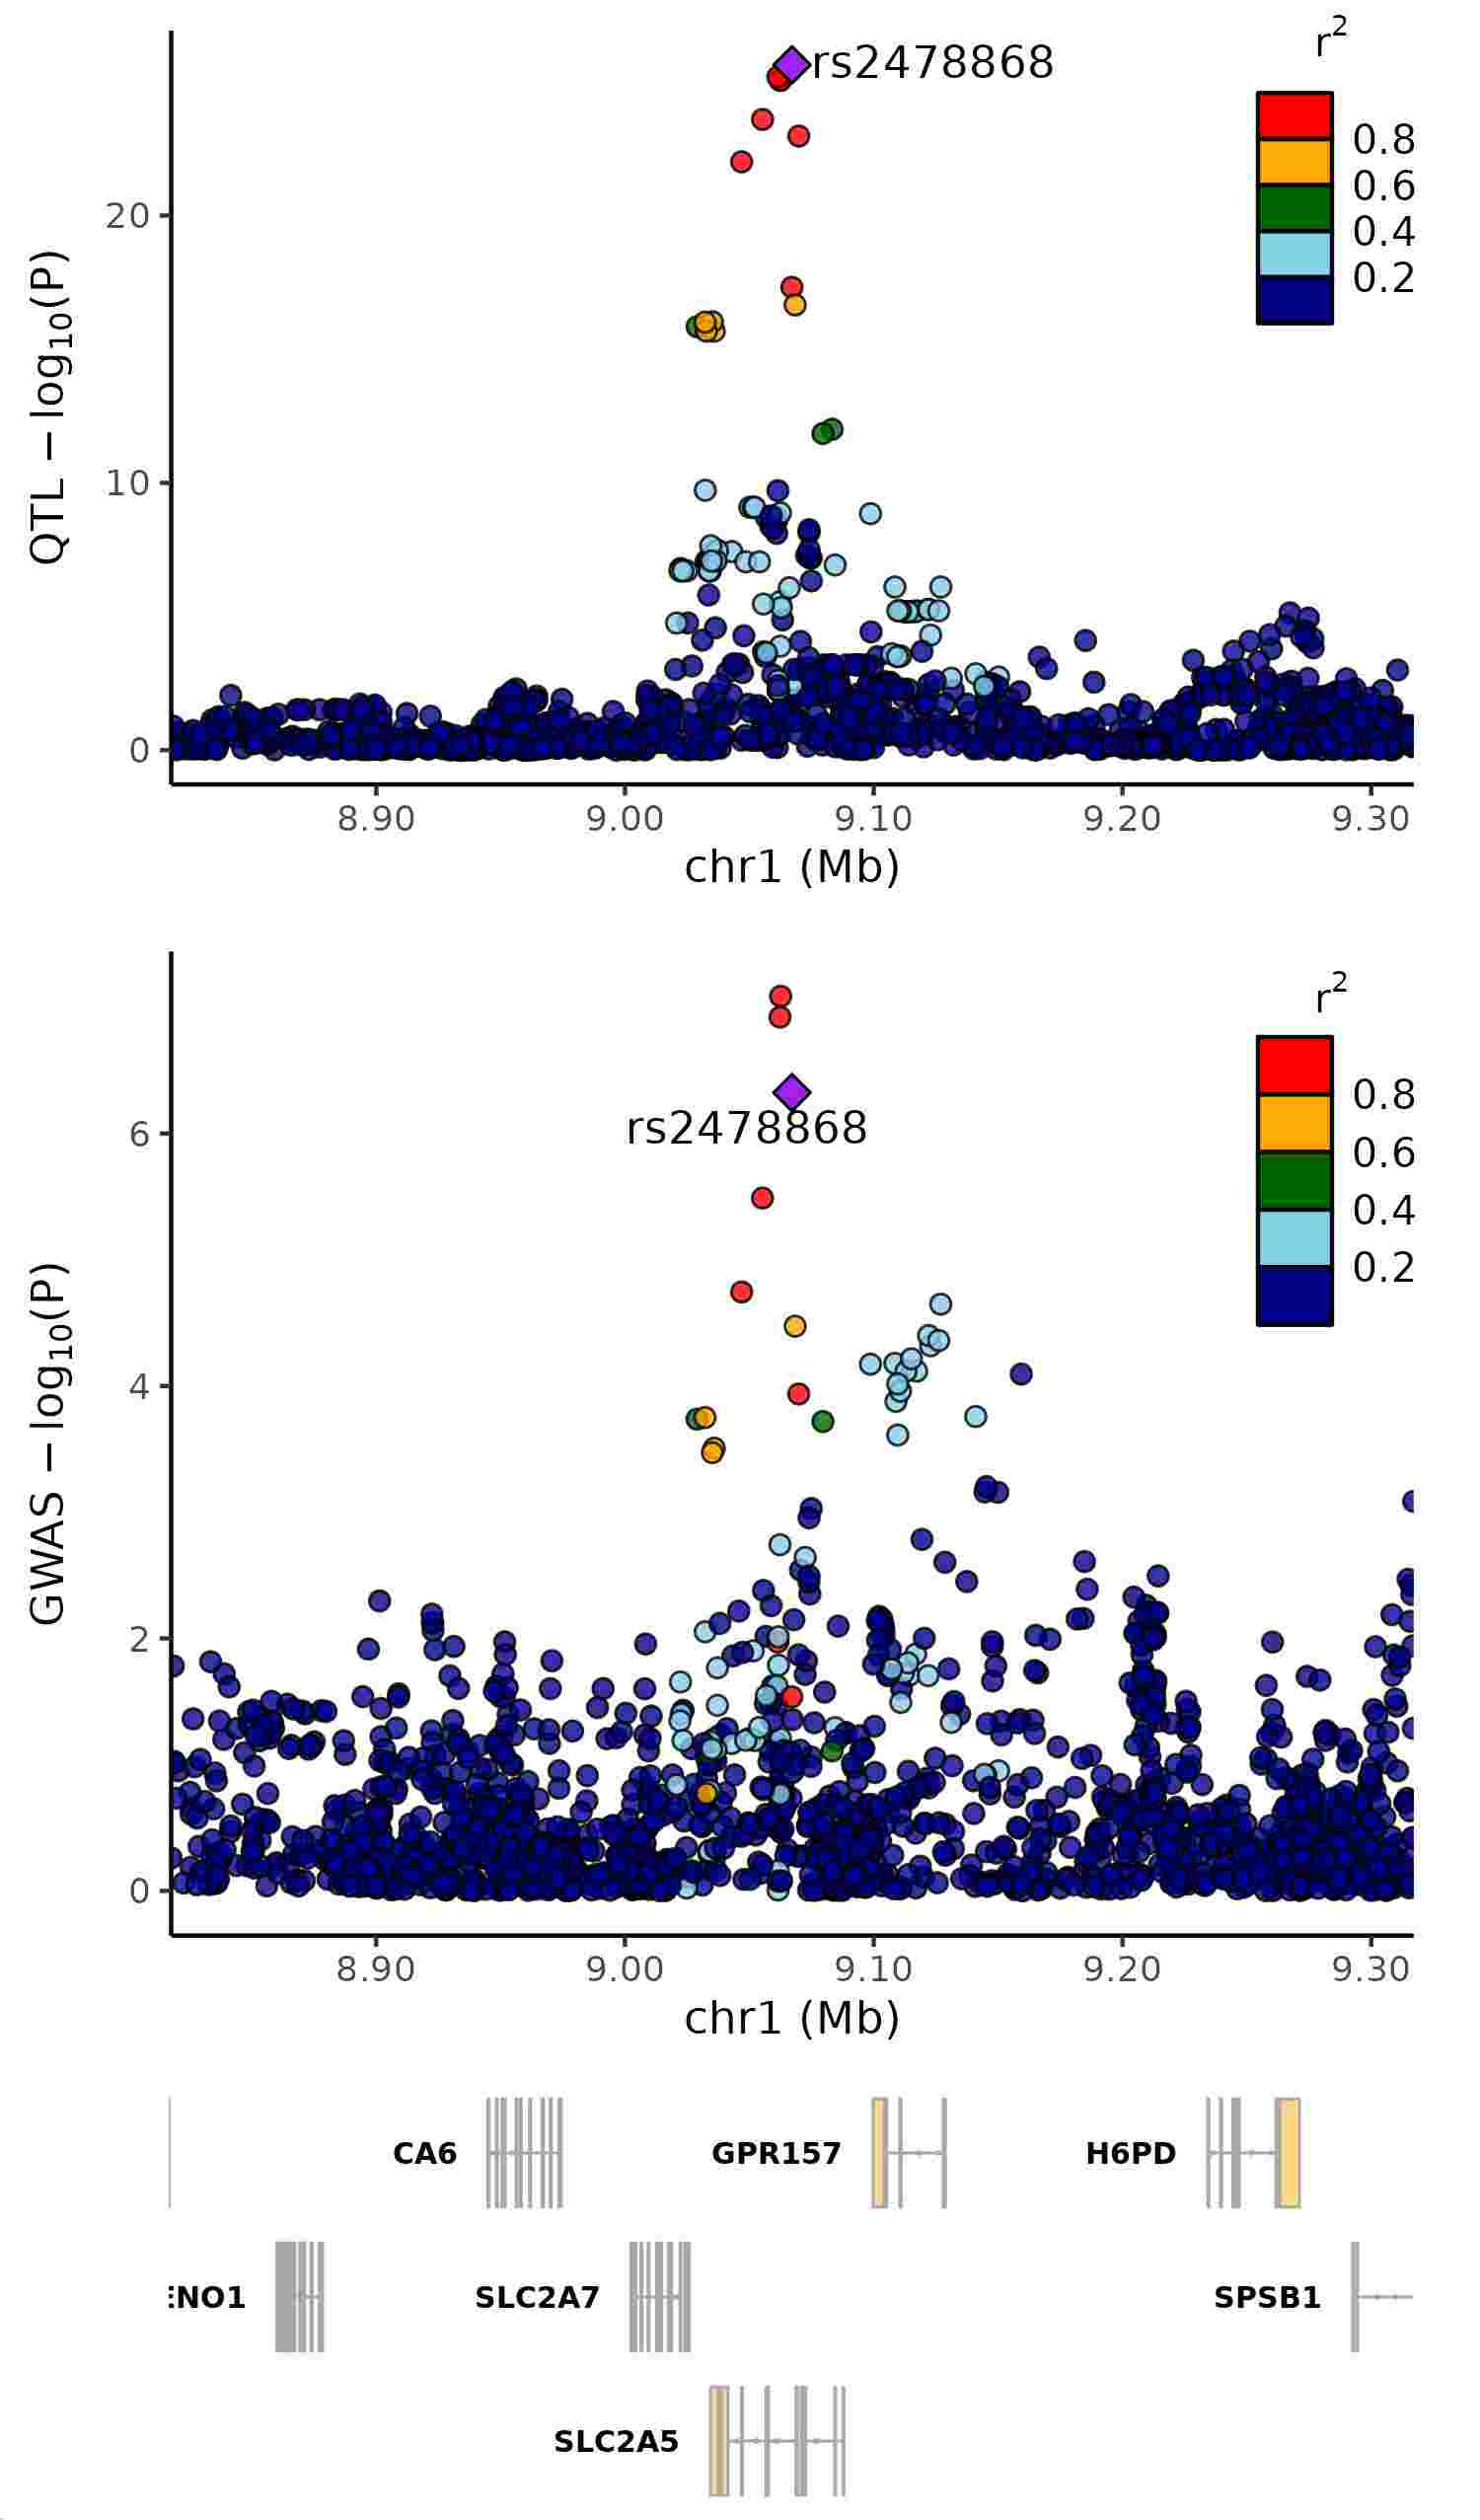 r²
rs2478868
0.8
0.6
0.4
0.2
20
10
0
QTL −log₁₀(P)
8.90 9.00 9.10 9.20 9.30
chr1 (Mb)
r²
0.8
0.6
0.4
0.2
rs2478868
6
4
2
0
GWAS −log₁₀(P)
8.90 9.00 9.10 9.20 9.30
chr1 (Mb)
CA6 GPR157 H6PD
NO1 SLC2A7 SPSB1
SLC2A5